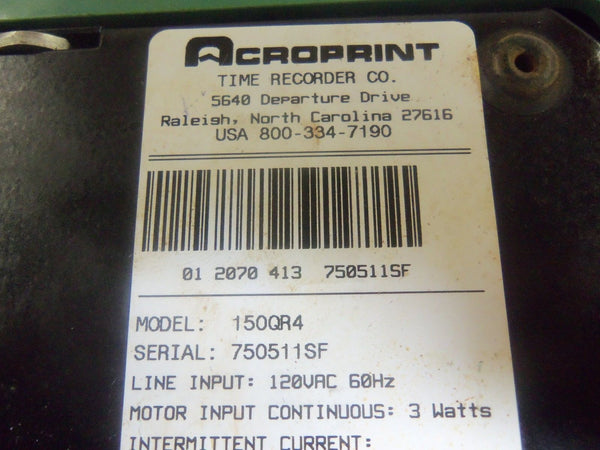 ACROPRINT
TIME RECORDER CO.
5640 Departure Drive
Raleigh, North Carolina 27616
USA 800-334-7190
01 2070 413 750511SF
MODEL: 150QR4
SERIAL: 750511SF
LINE INPUT: 120VAC 60Hz
MOTOR INPUT CONTINUOUS: 3 Watts
INTERMITTENT CURRENT: